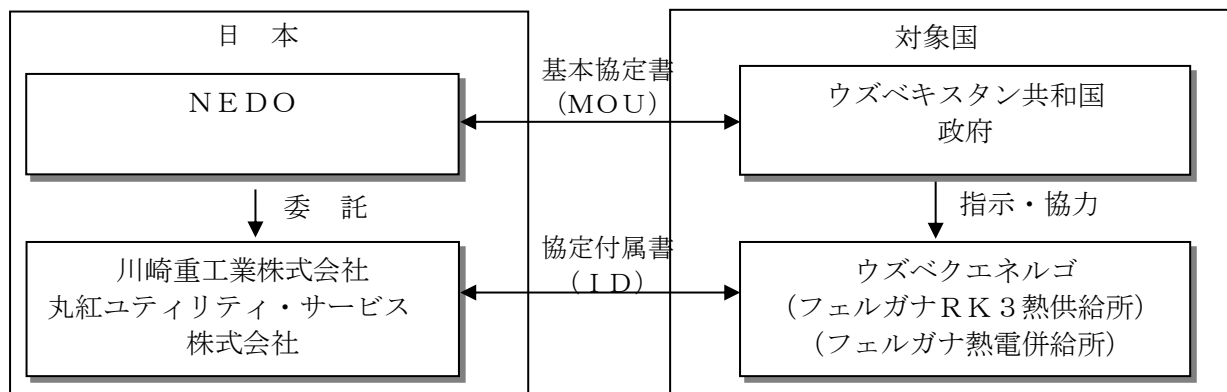 日　本
ＮＥＤＯ
委　託
川崎重工業株式会社
丸紅ユティリティ・サービス
株式会社
基本協定書
（ＭＯＵ）
協定付属書
（ＩＤ）
対象国
ウズベキスタン共和国
政府
指示・協力
ウズベクエネルゴ
（フェルガナＲＫ３熱供給所）
（フェルガナ熱電併給所）